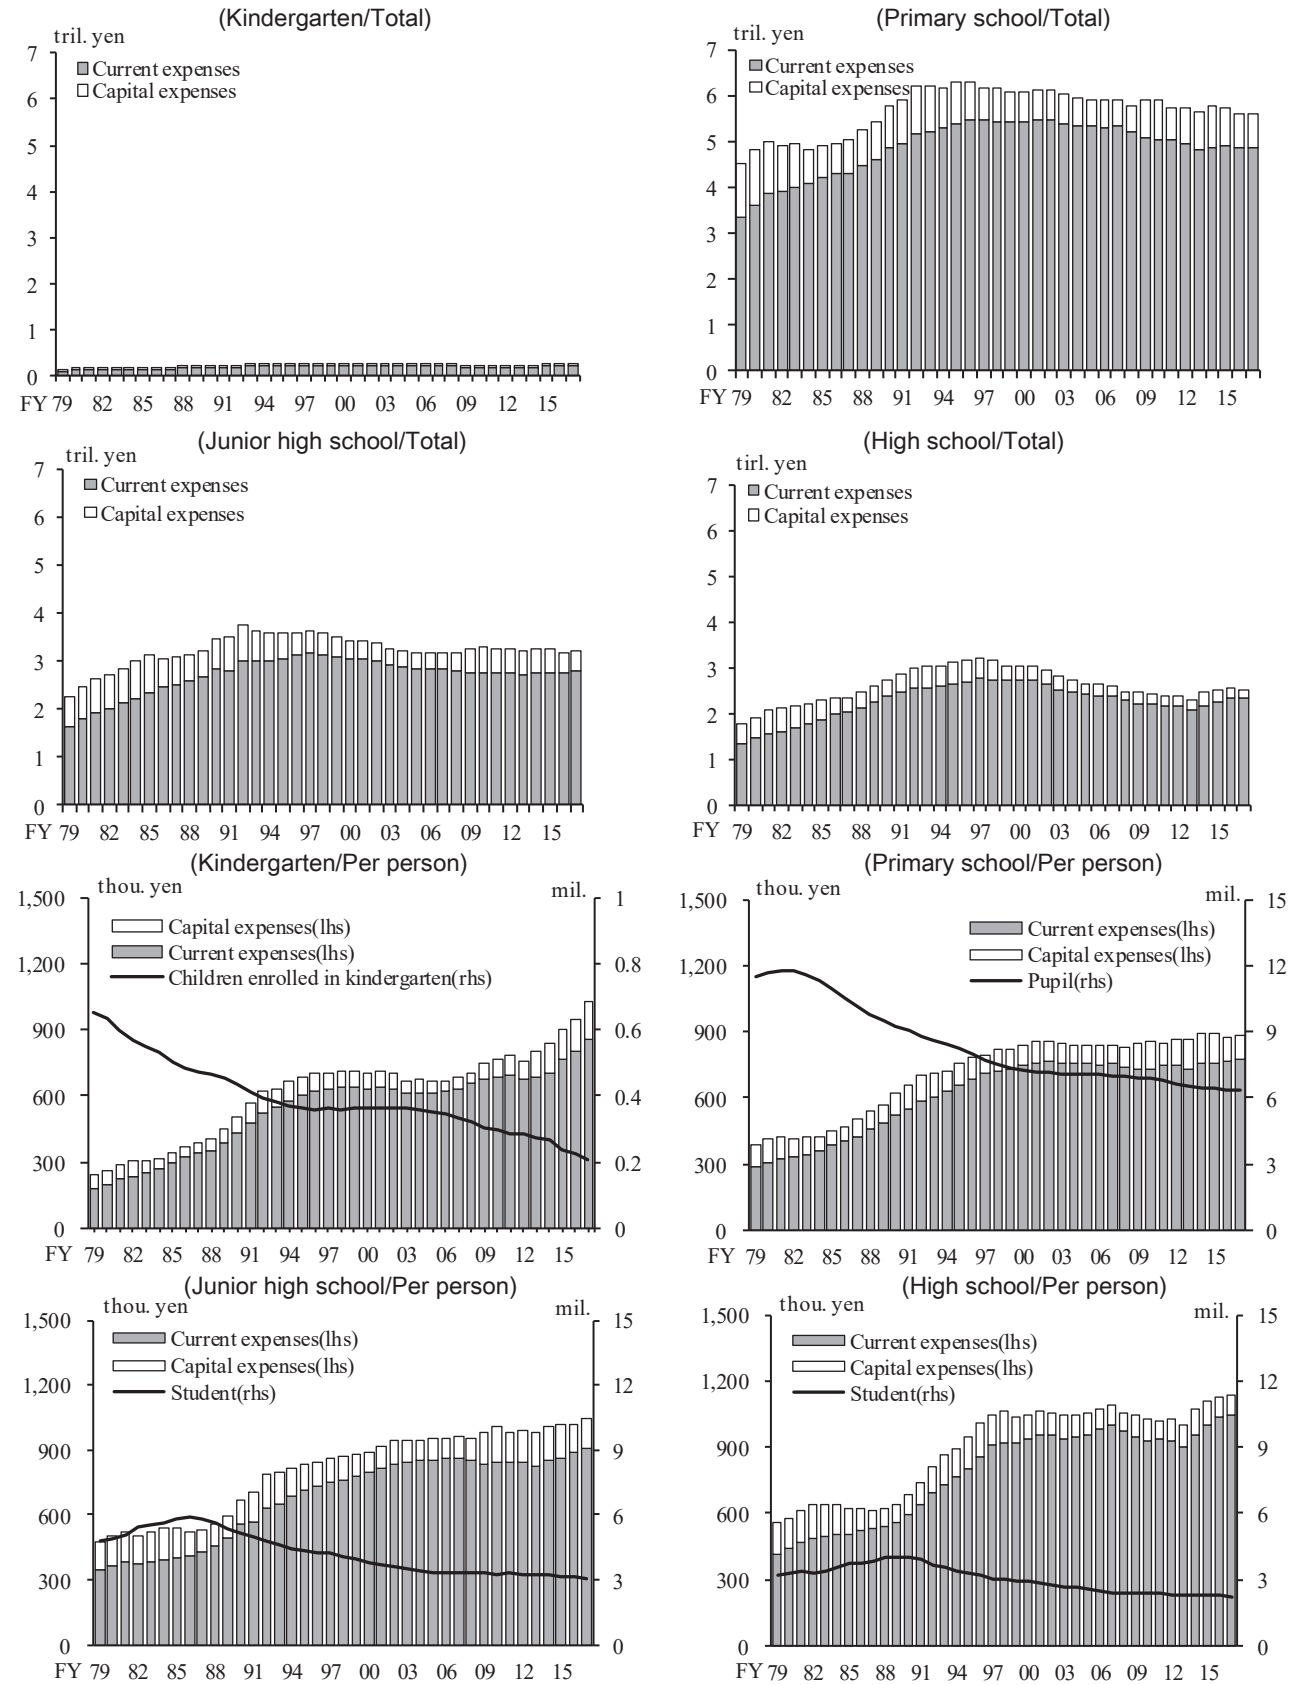 (Kindergarten/Total)
tril. yen
7
6
5
4
3
2
1
0
Current expenses
Capital expenses
FY 79 82 85 88 91 94 97 00 03 06 09 12 15
(Primary school/Total)
tril. yen
7
6
5
4
3
2
1
0
Current expenses
Capital expenses
FY 79 82 85 88 91 94 97 00 03 06 09 12 15
(Junior high school/Total)
tril. yen
7
6
5
4
3
2
1
0
Current expenses
Capital expenses
FY 79 82 85 88 91 94 97 00 03 06 09 12 15
(High school/Total)
tirl. yen
7
6
5
4
3
2
1
0
Current expenses
Capital expenses
FY 79 82 85 88 91 94 97 00 03 06 09 12 15
(Kindergarten/Per person)
thou. yen mil.
1,500 1
1,200 0.8
900 0.6
600 0.4
300 0.2
0 0
Capital expenses(lhs)
Current expenses(lhs)
Children enrolled in kindergarten(rhs)
FY 79 82 85 88 91 94 97 00 03 06 09 12 15
(Primary school/Per person)
thou. yen mil.
1,500 15
1,200 12
900 9
600 6
300 3
0 0
Current expenses(lhs)
Capital expenses(lhs)
Pupil(rhs)
FY 79 82 85 88 91 94 97 00 03 06 09 12 15
(Junior high school/Per person)
thou. yen mil.
1,500 15
1,200 12
900 9
600 6
300 3
0 0
Current expenses(lhs)
Capital expenses(lhs)
Student(rhs)
FY 79 82 85 88 91 94 97 00 03 06 09 12 15
(High school/Per person)
thou. yen mil.
1,500 15
1,200 12
900 9
600 6
300 3
0 0
Current expenses(lhs)
Capital expenses(lhs)
Student(rhs)
FY 79 82 85 88 91 94 97 00 03 06 09 12 15